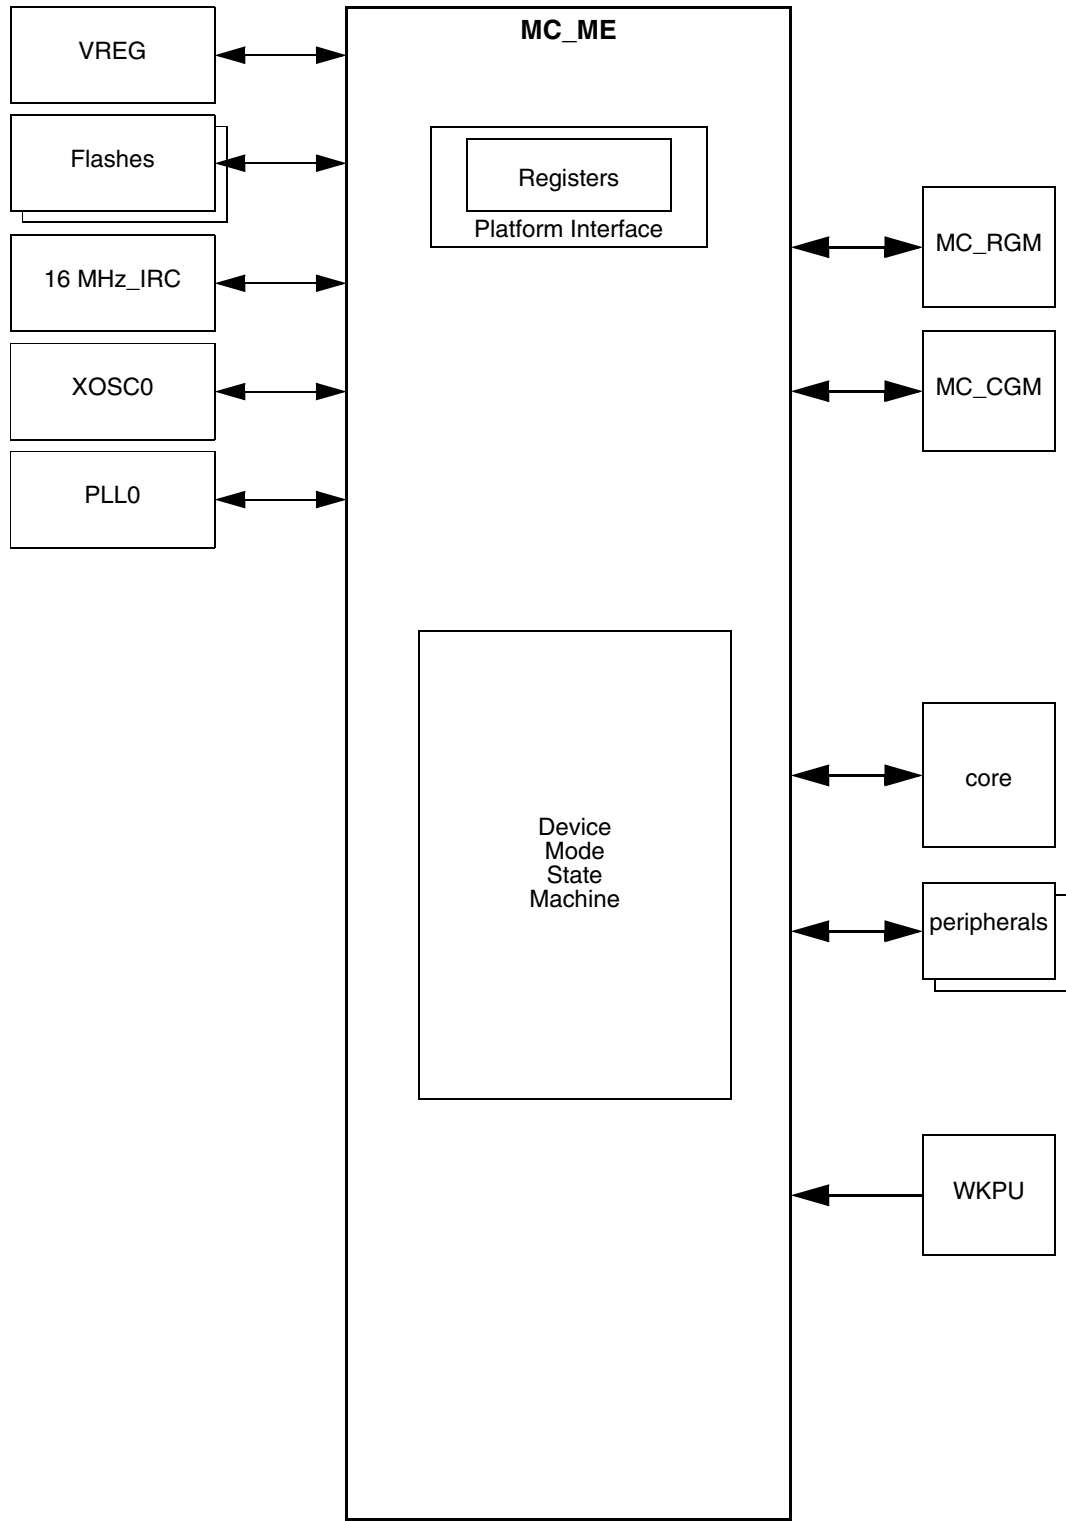 VREG
Flashes
16 MHz_IRC
XOSC0
PLL0
MC_ME
Registers
Platform Interface
Device
Mode
State
Machine
MC_RGM
MC_CGM
core
peripherals
WKPU